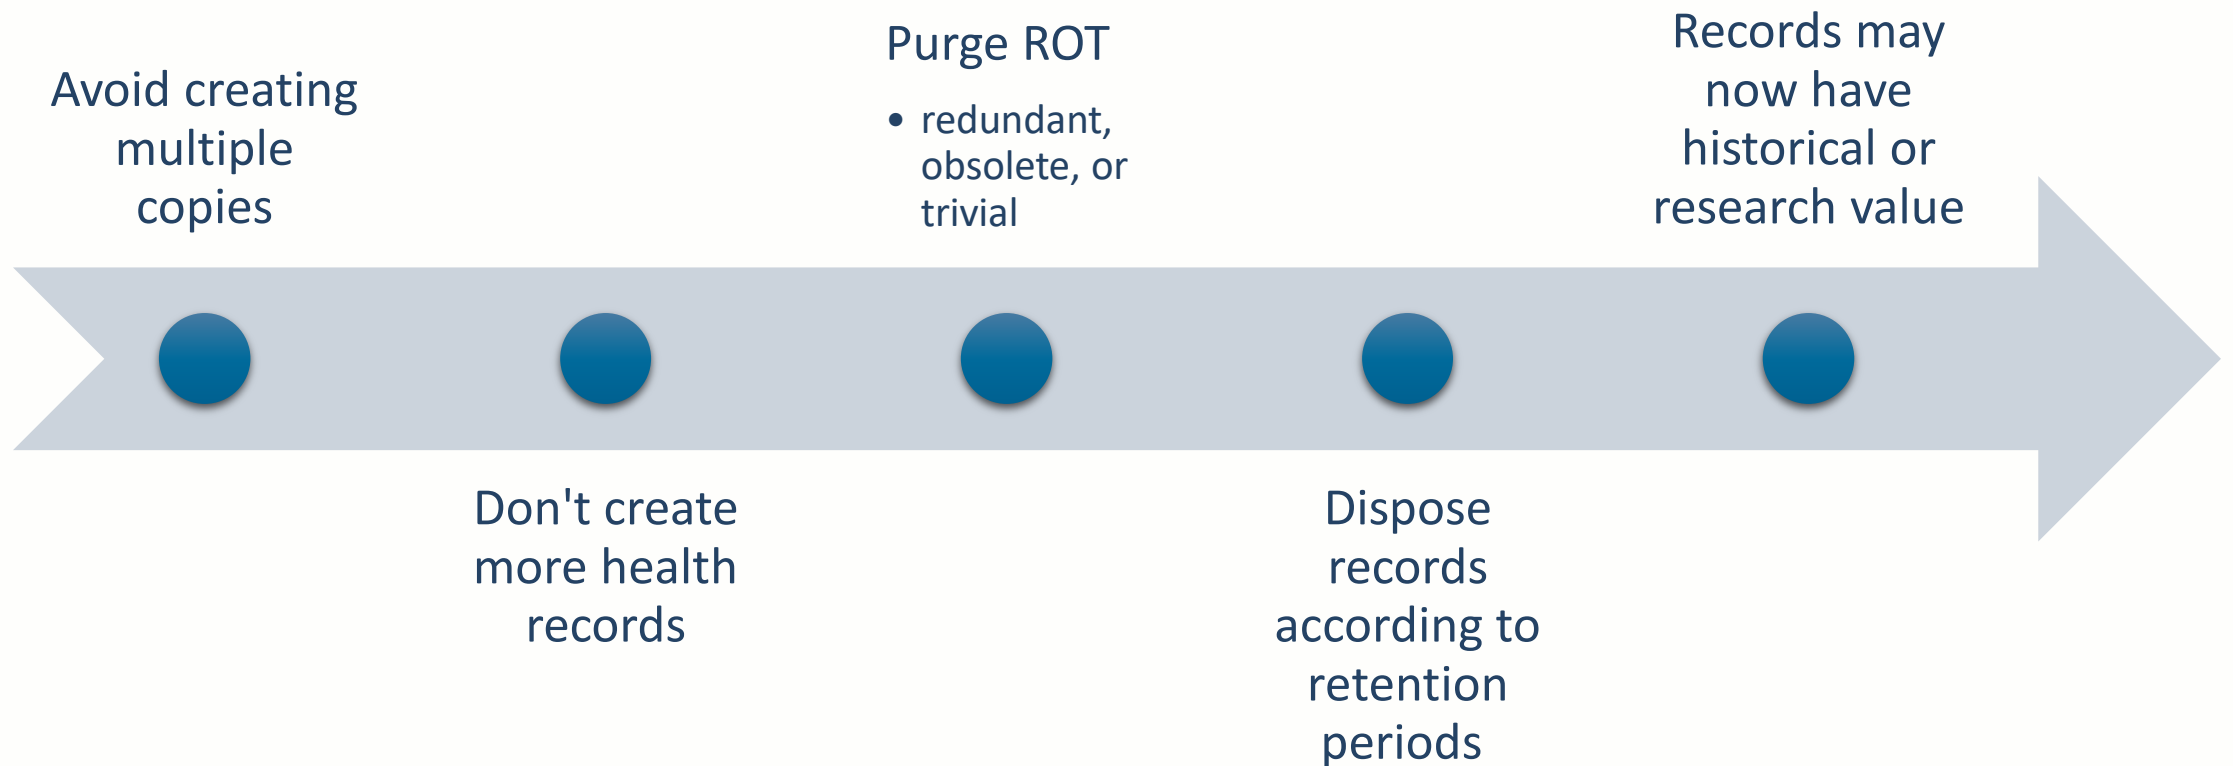 Avoid creating
multiple
copies
Don't create
more health
records
Purge ROT
• redundant,
obsolete, or
trivial
Dispose
records
according to
retention
periods
Records may
now have
historical or
research value